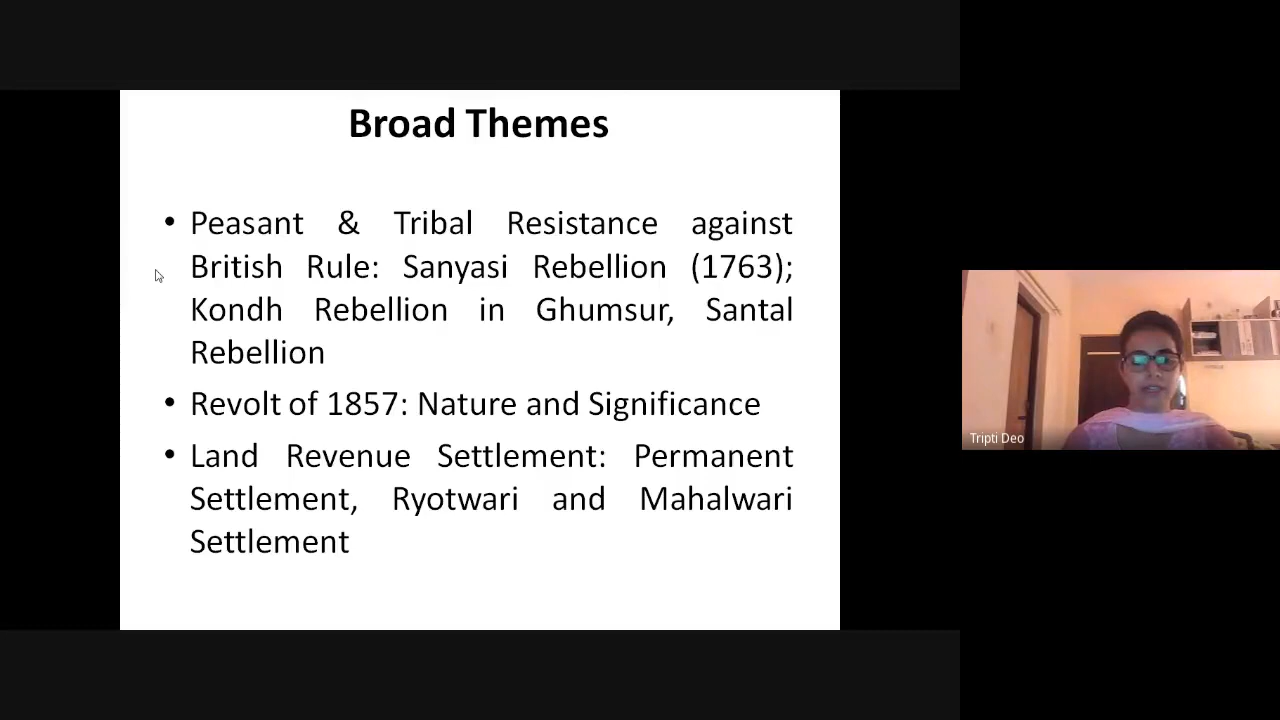 Broad Themes
• Peasant & Tribal Resistance against
British Rule: Sanyasi Rebellion (1763);
Kondh Rebellion in Ghumsur, Santal
Rebellion
• Revolt of 1857: Nature and Significance
• Land Revenue Settlement: Permanent
Settlement, Ryotwari and Mahalwari
Settlement
Tripti Deo